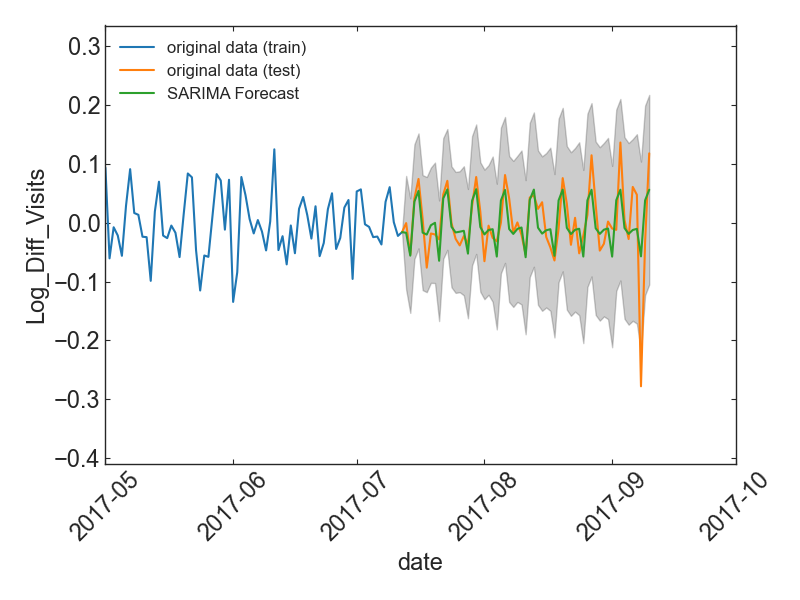 original data (train)
original data (test)
SARIMA Forecast
0.3
0.2
0.1
0.0
−0.1
−0.2
−0.3
−0.4
Log_Diff_Visits
2017-05
2017-06
2017-07
2017-08
2017-09
2017-10
date